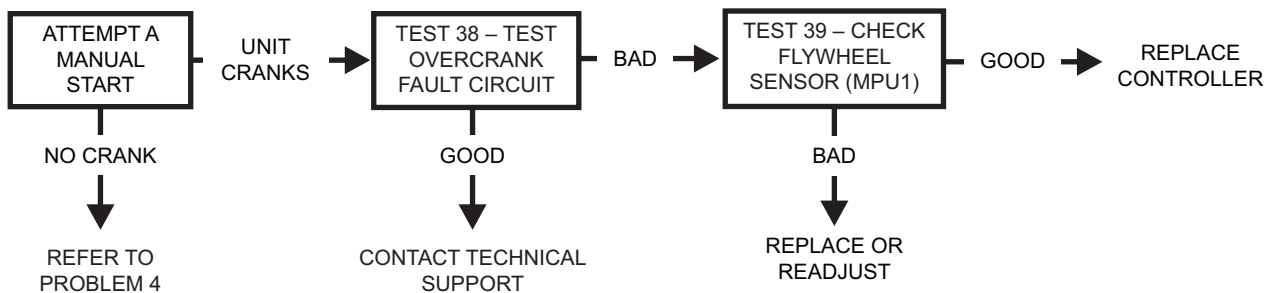 ATTEMPT A
MANUAL
START
UNIT
CRANKS
TEST 38 – TEST
OVERCRANK
FAULT CIRCUIT
BAD
TEST 39 – CHECK
FLYWHEEL
SENSOR (MPU1)
GOOD
REPLACE
CONTROLLER
NO CRANK
GOOD
BAD
REFER TO
PROBLEM 4
CONTACT TECHNICAL
SUPPORT
REPLACE OR
READJUST